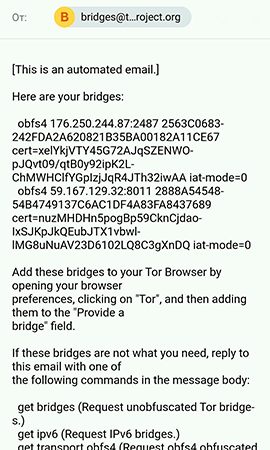 От:
B
bridges@t...roject.org
[This is an automated email.]
Here are your bridges:
obfs4 176.250.244.87:2487 2563C0683-
242FDA2A620821B35BA00182A11CE67
cert=xelYkjVTY45G72AJqSZENWO-
pJQvt09/qtB0y92ipK2L-
ChMWHClfYGpIzjJqR4JTh32iwAA iat-mode=0
obfs4 59.167.129.32:8011 2888A54548-
54B4749137C6AC1DF4A83FA8437689
cert=nuzMHDHn5pogBp59CknCjdao-
IxSJKpJkQEubJTX1vbwl-
lMG8uNuAV23D6102LQ8C3gXnDQ iat-mode=0
Add these bridges to your Tor Browser by
opening your browser
preferences, clicking on "Tor", and then adding
them to the "Provide a
bridge" field.
If these bridges are not what you need, reply to
this email with one of
the following commands in the message body:
get bridges (Request unobfuscated Tor bridge-
s.)
get ipv6 (Request IPv6 bridges.)
get transport obfs4 (Request obfs4 obfuscated